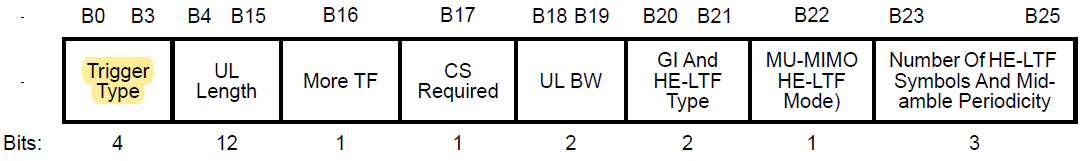 B0 B3 B4 B15 B16 B17 B18 B19 B20 B21 B22 B23 B25
Trigger
Type
UL
Length
More TF
CS
Required
UL BW
GI And
HE-LTF
Type
MU-MIMO
HE-LTF
Mode)
Number Of HE-LTF
Symbols And Mid-
amble Periodicity
Bits: 4 12 1 1 2 2 1 3